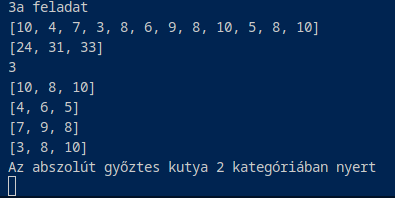 3a feladat
[10, 4, 7, 3, 8, 6, 9, 8, 10, 5, 8, 10]
[24, 31, 33]
3
[10, 8, 10]
[4, 6, 5]
[7, 9, 8]
[3, 8, 10]
Az abszolút győztes kutya 2 kategóriában nyert